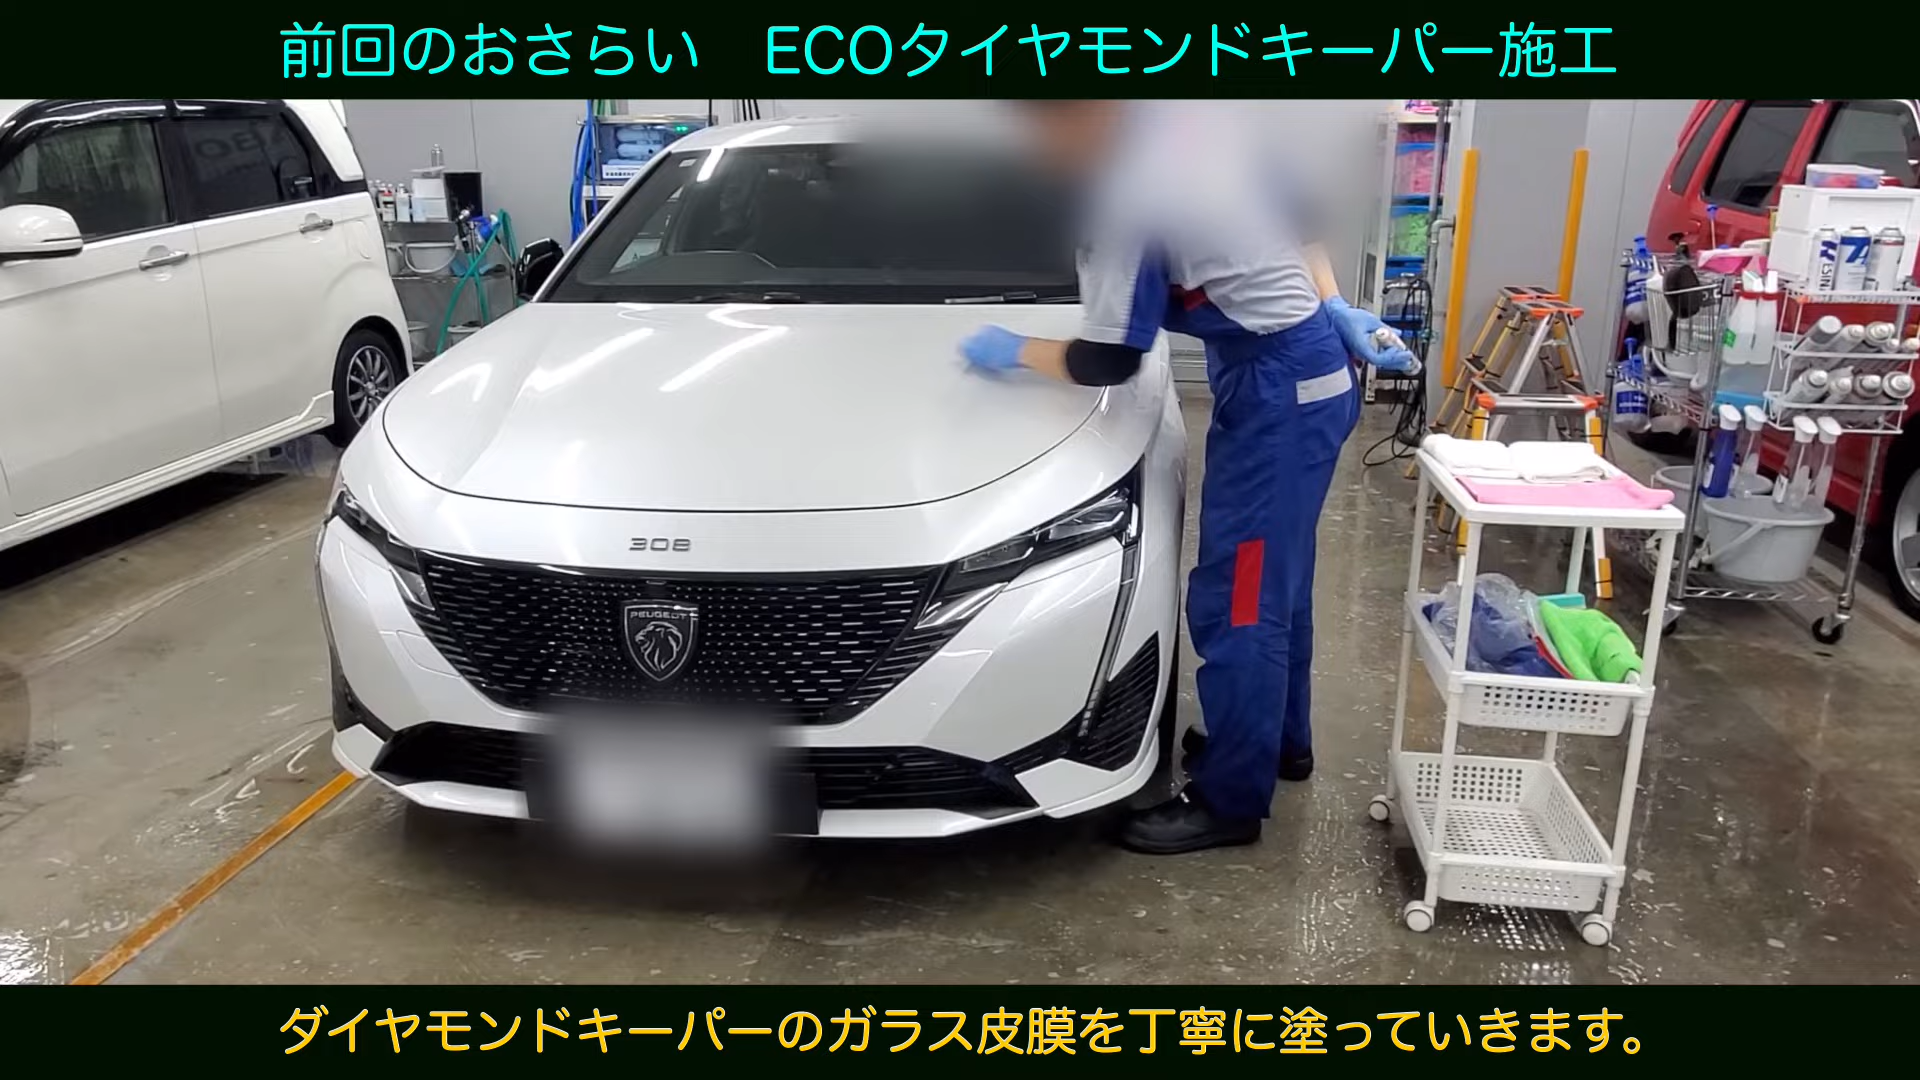 前回のおさらい　ECOタイヤモンドキーパー施工
308
PEUGEOT
ダイヤモンドキーパーのガラス皮膜を丁寧に塗っていきます。